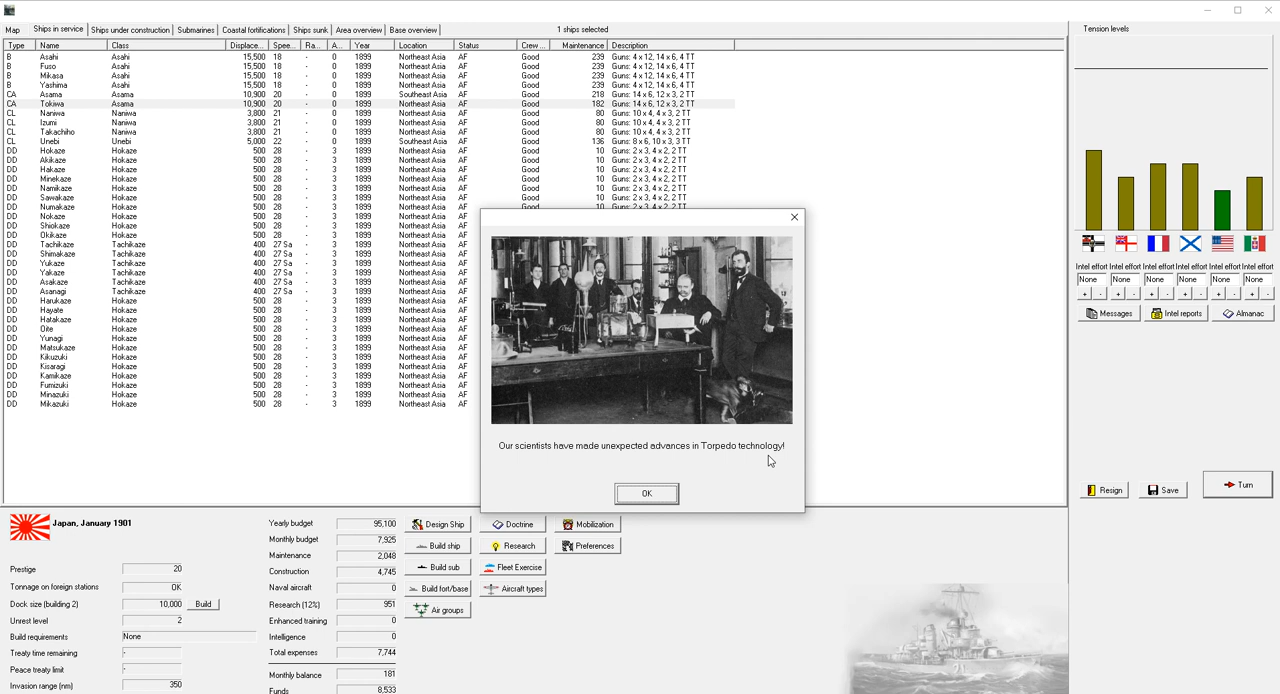 Map Ships in service Ships under construction Submarines Coastal fortifications Ships sunk Area overview Base overview 1 ships selected
Type Name Class Displace... Spee... Ra... A... Year Location Status Crew ... Maintenance Description
B Asahi Asahi 15,500 18 - 0 1899 Northeast Asia AF Good 239 Guns: 4 x 12, 14 x 6, 4 TT
B Fuso Asahi 15,500 18 - 0 1899 Northeast Asia AF Good 239 Guns: 4 x 12, 14 x 6, 4 TT
B Mikasa Asahi 15,500 18 - 0 1899 Northeast Asia AF Good 239 Guns: 4 x 12, 14 x 6, 4 TT
B Yashima Asahi 15,500 18 - 0 1899 Northeast Asia AF Good 239 Guns: 4 x 12, 14 x 6, 4 TT
CA Asama Asama 10,900 20 - 0 1899 Southeast Asia AF Good 218 Guns: 14 x 6, 12 x 3, 2 TT
CA Tokiwa Asama 10,900 20 - 0 1899 Northeast Asia AF Good 182 Guns: 14 x 6, 12 x 3, 2 TT
CL Naniwa Naniwa 3,800 21 - 0 1899 Northeast Asia AF Good 80 Guns: 10 x 4, 4 x 3, 2 TT
CL Izumi Naniwa 3,800 21 - 0 1899 Northeast Asia AF Good 80 Guns: 10 x 4, 4 x 3, 2 TT
CL Takachiho Naniwa 3,800 21 - 0 1899 Northeast Asia AF Good 80 Guns: 10 x 4, 4 x 3, 2 TT
CL Unebi Unebi 5,000 22 - 0 1899 Southeast Asia AF Good 136 Guns: 8 x 6, 10 x 3, 3 TT
DD Hokaze Hokaze 500 28 - 3 1899 Northeast Asia AF Good 10 Guns: 2 x 3, 4 x 2, 2 TT
DD Akikaze Hokaze 500 28 - 3 1899 Northeast Asia AF Good 10 Guns: 2 x 3, 4 x 2, 2 TT
DD Hakaze Hokaze 500 28 - 3 1899 Northeast Asia AF Good 10 Guns: 2 x 3, 4 x 2, 2 TT
DD Minekaze Hokaze 500 28 - 3 1899 Northeast Asia AF Good 10 Guns: 2 x 3, 4 x 2, 2 TT
DD Namikaze Hokaze 500 28 - 3 1899 Northeast Asia AF Good 10 Guns: 2 x 3, 4 x 2, 2 TT
DD Sawakaze Hokaze 500 28 - 3 1899 Northeast Asia AF Good 10 Guns: 2 x 3, 4 x 2, 2 TT
DD Numakaze Hokaze 500 28 - 3 1899 Northeast Asia AF Good 10 Guns: 2 x 3, 4 x 2, 2 TT
DD Nokaze Hokaze 500 28 - 3 1899 Northeast Asia AF
DD Shiokaze Hokaze 500 28 - 3 1899 Northeast Asia AF
DD Okikaze Hokaze 500 28 - 3 1899 Northeast Asia AF
DD Tachikaze Tachikaze 400 27 Sa - 3 1899 Northeast Asia AF
DD Shimakaze Tachikaze 400 27 Sa - 3 1899 Northeast Asia AF
DD Yukaze Tachikaze 400 27 Sa - 3 1899 Northeast Asia AF
DD Yakaze Tachikaze 400 27 Sa - 3 1899 Northeast Asia AF
DD Asakaze Tachikaze 400 27 Sa - 3 1899 Northeast Asia AF
DD Asanagi Tachikaze 400 27 Sa - 3 1899 Northeast Asia AF
DD Harukaze Hokaze 500 28 - 3 1899 Northeast Asia AF
DD Hayate Hokaze 500 28 - 3 1899 Northeast Asia AF
DD Hatakaze Hokaze 500 28 - 3 1899 Northeast Asia AF
DD Oite Hokaze 500 28 - 3 1899 Northeast Asia AF
DD Yunagi Hokaze 500 28 - 3 1899 Northeast Asia AF
DD Matsukaze Hokaze 500 28 - 3 1899 Northeast Asia AF
DD Kikuzuki Hokaze 500 28 - 3 1899 Northeast Asia AF
DD Kisaragi Hokaze 500 28 - 3 1899 Northeast Asia AF
DD Kamikaze Hokaze 500 28 - 3 1899 Northeast Asia AF
DD Fumizuki Hokaze 500 28 - 3 1899 Northeast Asia AF
DD Minazuki Hokaze 500 28 - 3 1899 Northeast Asia AF
DD Mikazuki Hokaze 500 28 - 3 1899 Northeast Asia AF
Our scientists have made unexpected advances in Torpedo technology!
OK
Tension levels
Intel effort Intel effort Intel effort Intel effort Intel effort Intel effort
None None None None None None
+ - + - + - + - + - + -
Messages Intel reports Almanac
Resign Save Turn
Japan, January 1901
Prestige 20
Tonnage on foreign stations OK
Dock size (building 2) 10,000 Build
Unrest level 2
Build requirements None
Treaty time remaining -
Peace treaty limit -
Invasion range (nm) 350
Yearly budget 95,100
Monthly budget 7,925
Maintenance 2,048
Construction 4,745
Naval aircraft 0
Research (12%) 951
Enhanced training 0
Intelligence 0
Total expenses 7,744
Monthly balance 181
Funds 8,533
Design Ship Doctrine Mobilization
Build ship Research Preferences
Build sub Fleet Exercise
Build fort/base Aircraft types
Air groups